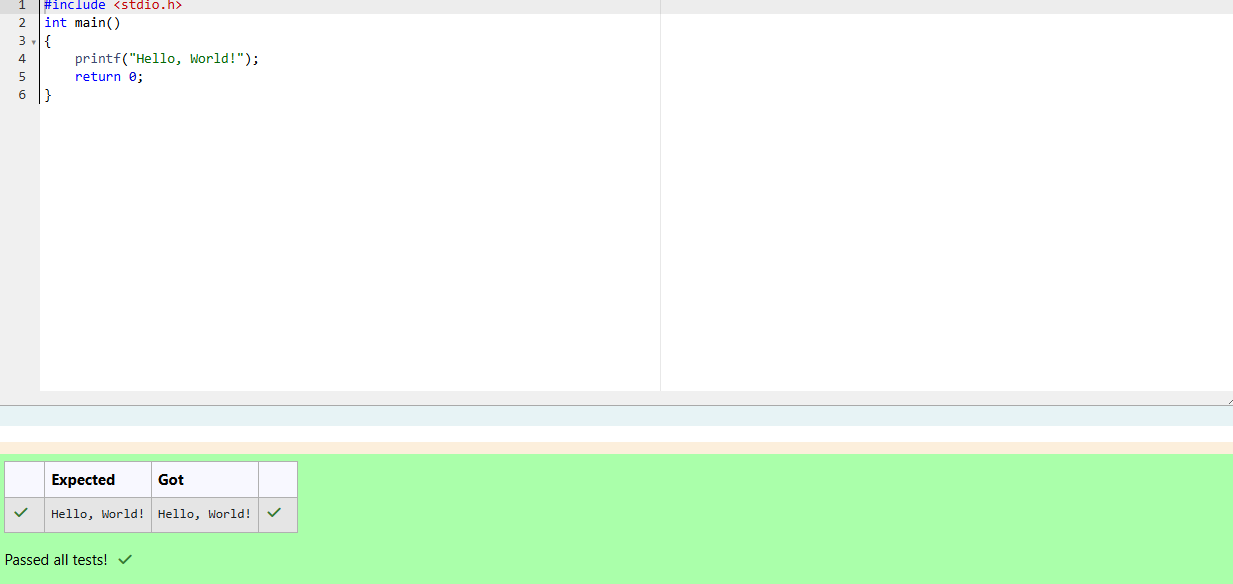 1 #include <stdio.h>
2 int main()
3 {
4     printf("Hello, World!");
5     return 0;
6 }
Expected Got
Hello, World! Hello, World!
Passed all tests!